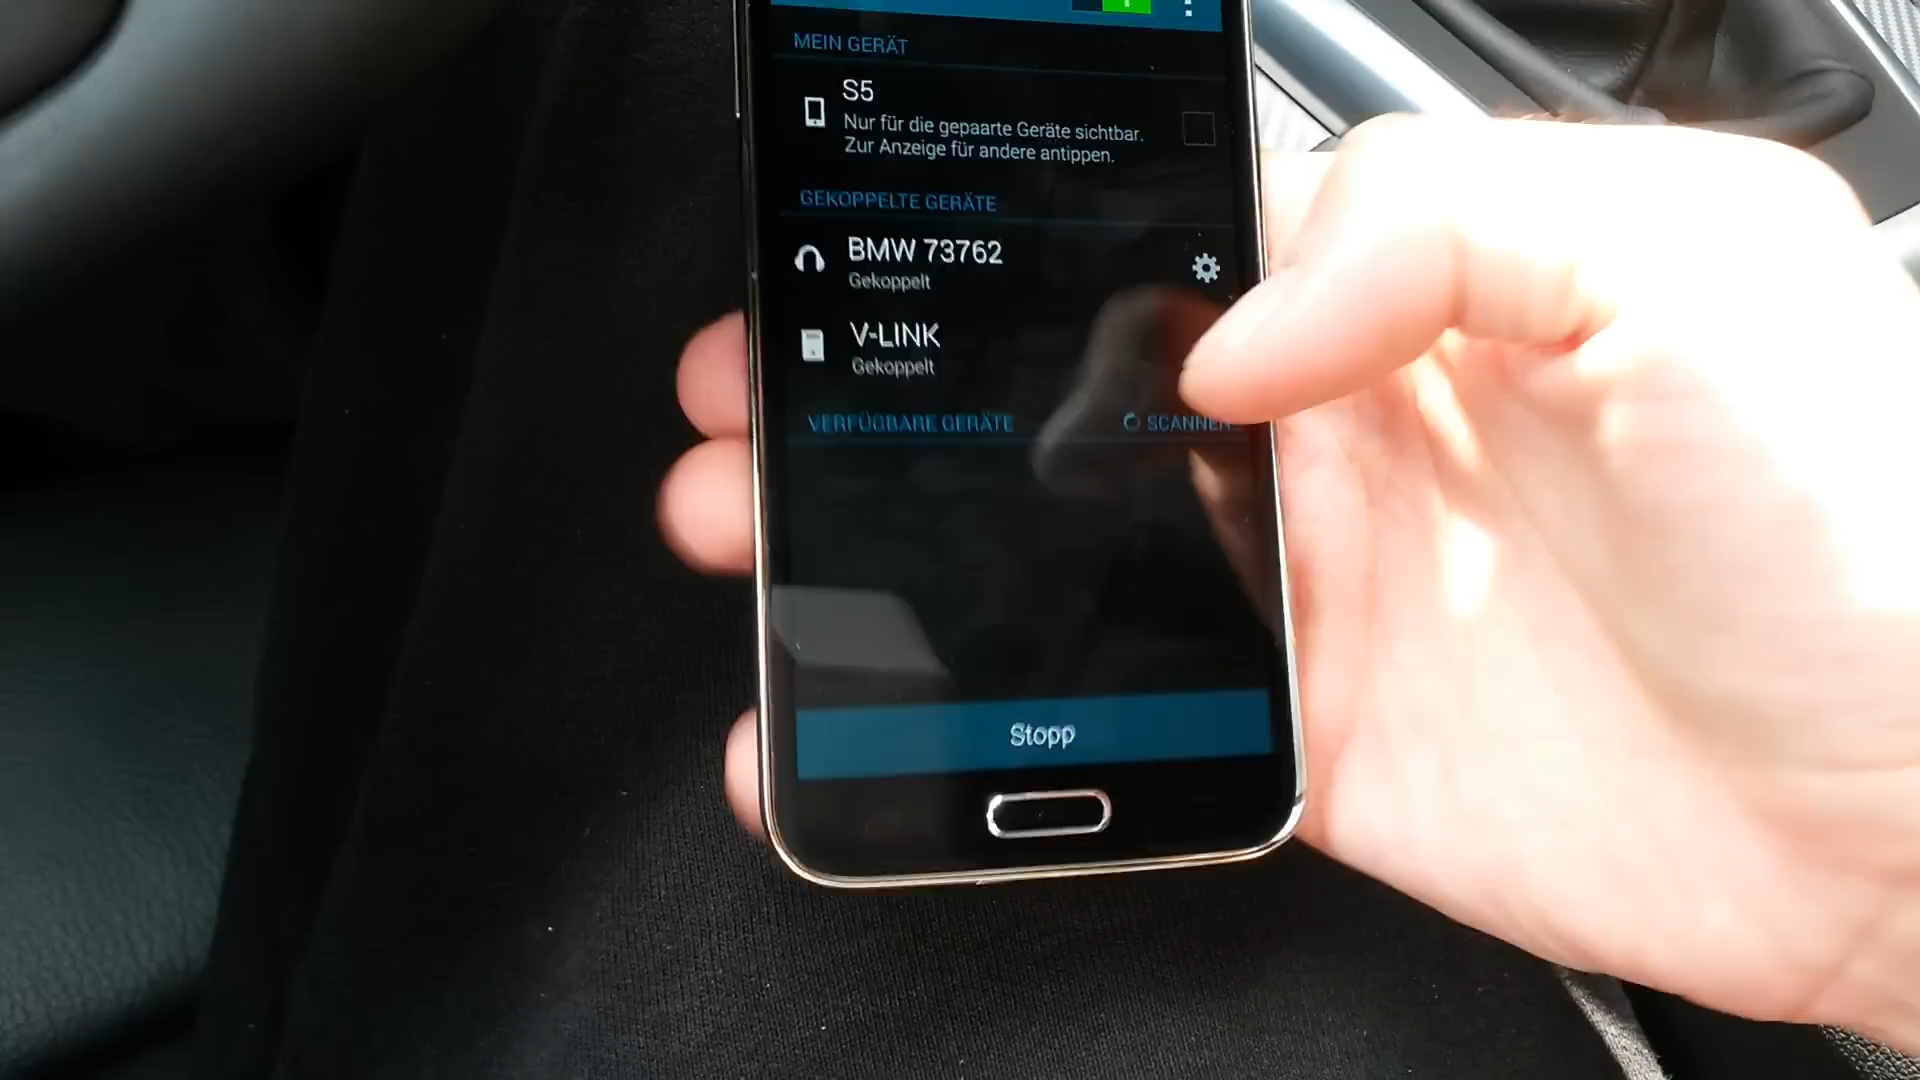 MEIN GERÄT
S5
Nur für die gepaarte Geräte sichtbar.
Zur Anzeige für andere antippen.
GEKOPPELTE GERÄTE
BMW 73762
Gekoppelt
V-LINK
Gekoppelt
VERFÜGBARE GERÄTE
SCANNEN
Stopp